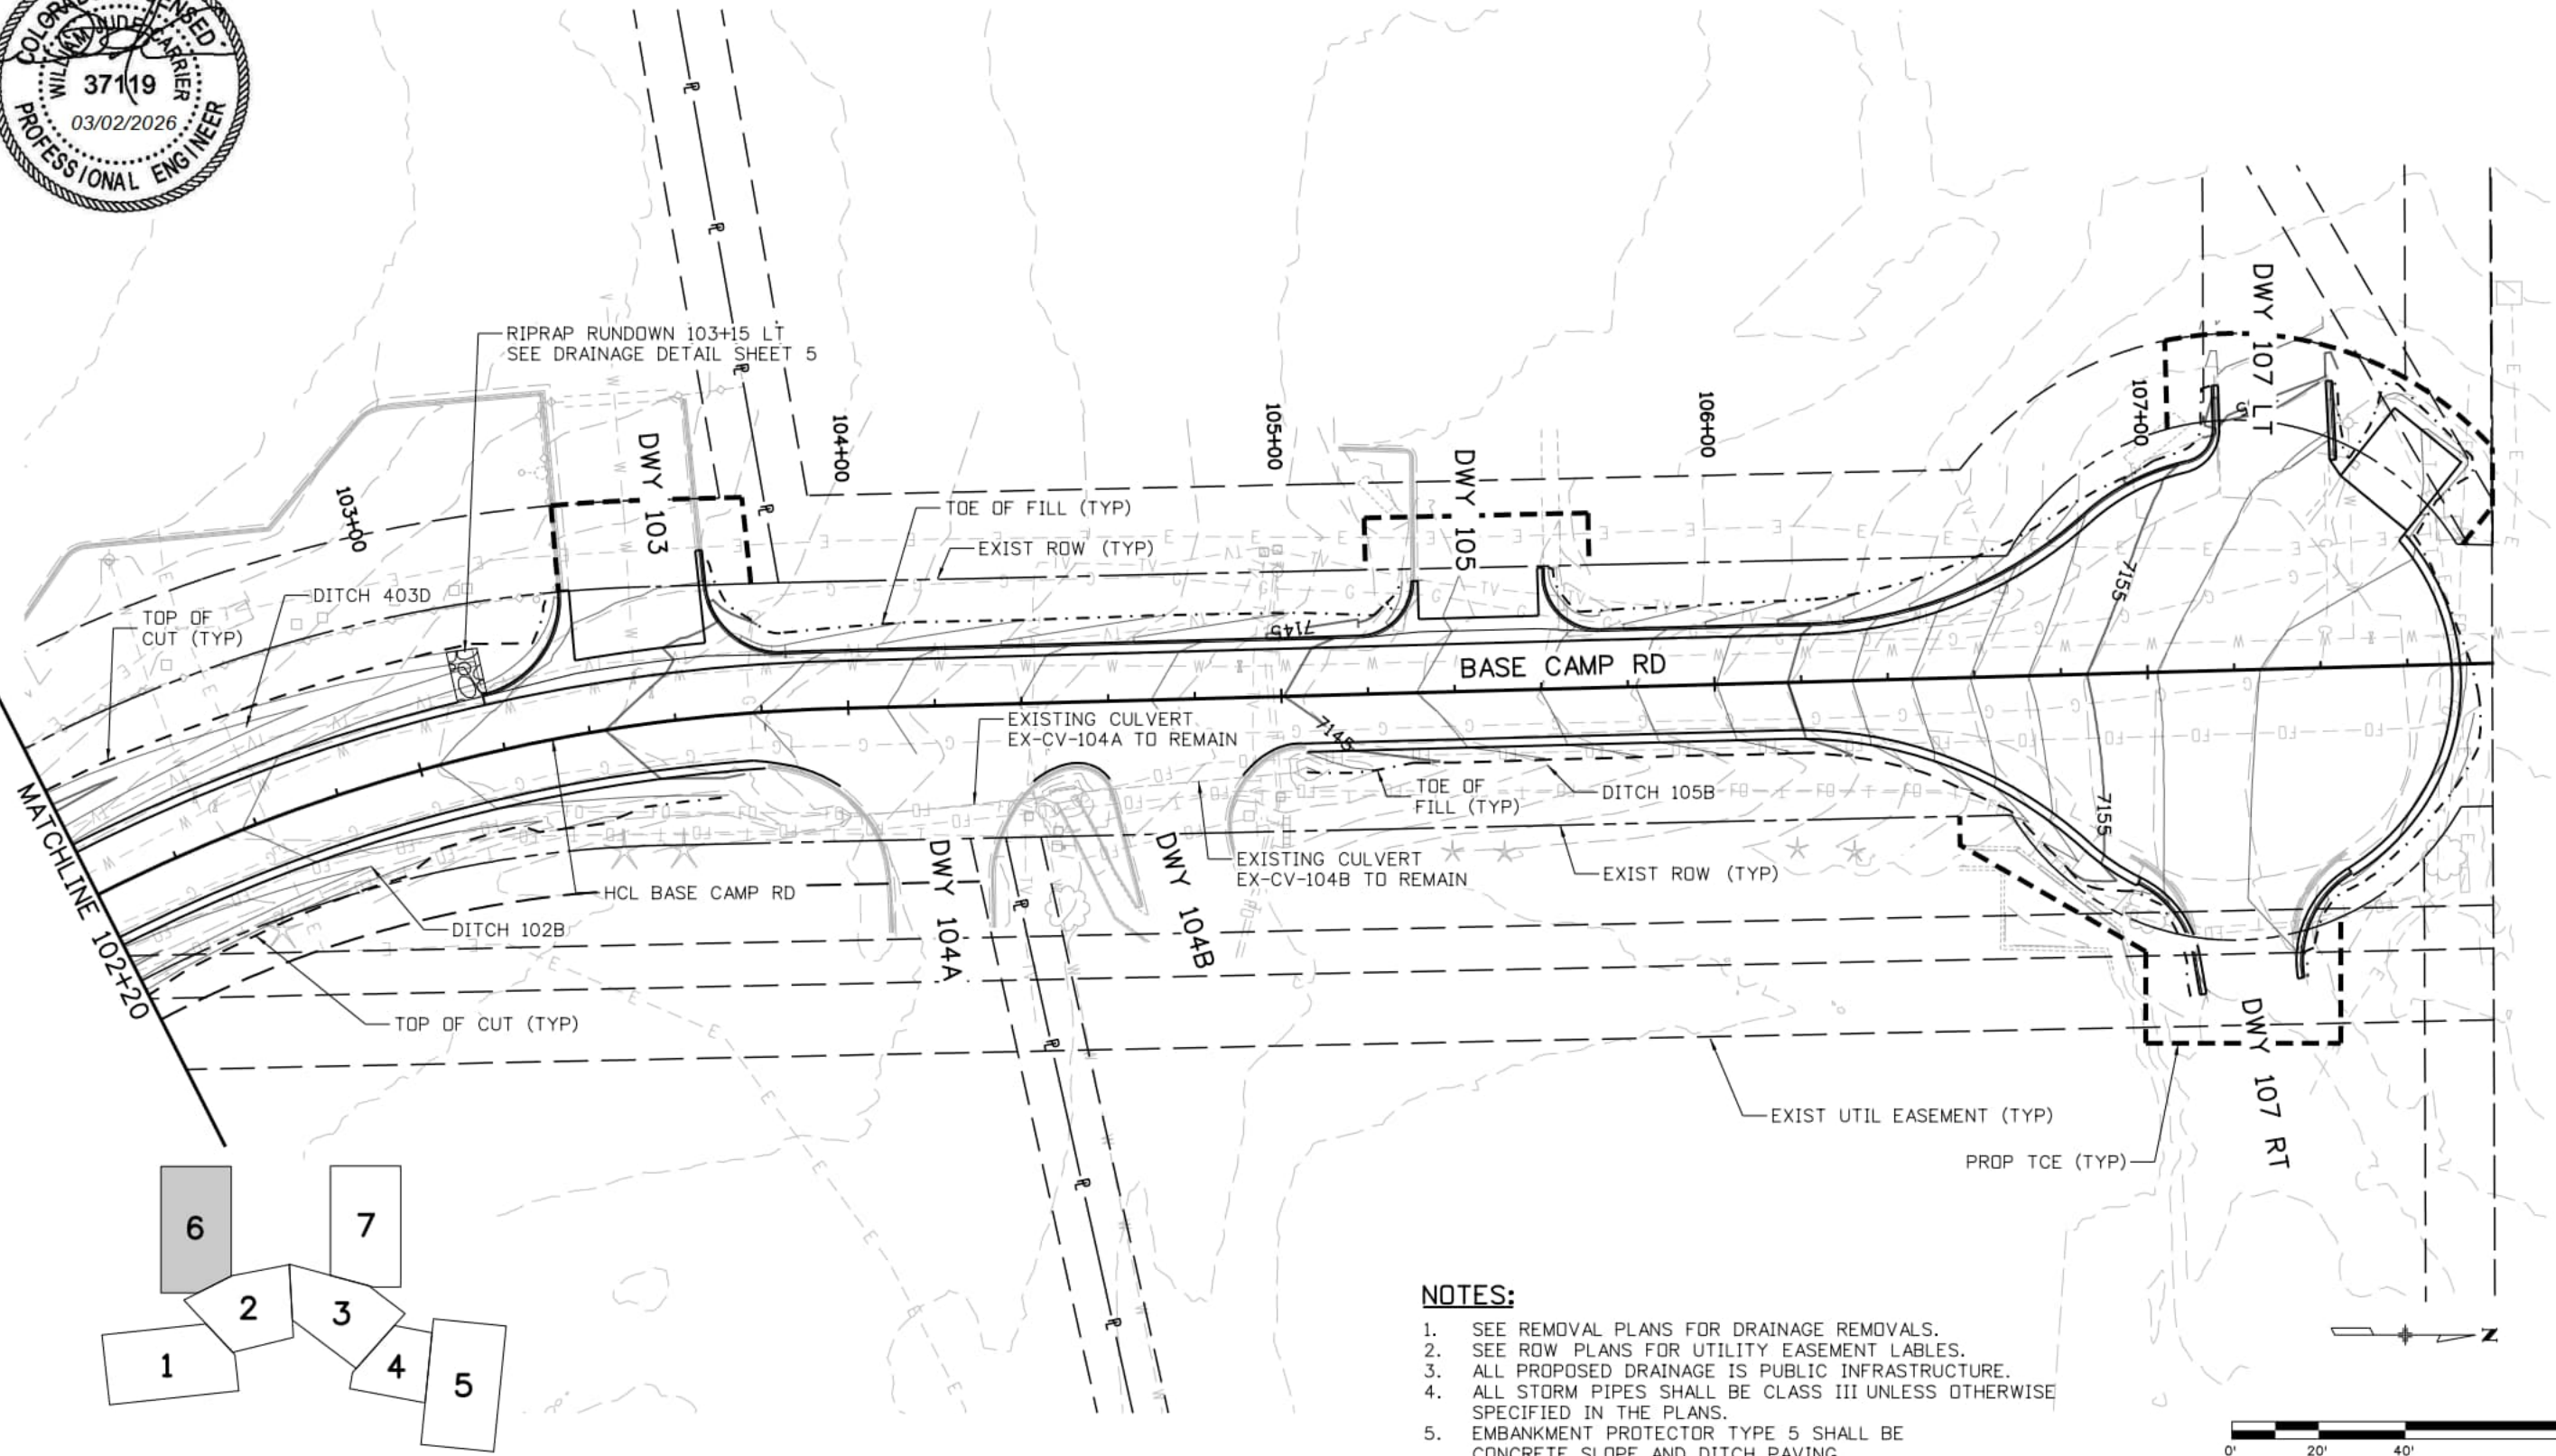 COLORADO LICENSED
WILLIAM JUDE CARRIER
37119
03/02/2026
PROFESSIONAL ENGINEER
RIPRAP RUNDOWN 103+15 LT
SEE DRAINAGE DETAIL SHEET 5
DWY 107 LT
103+00
104+00
105+00
106+00
107+00
DWY 103
DWY 105
TOE OF FILL (TYP)
EXIST ROW (TYP)
DITCH 403D
TOP OF
CUT (TYP)
7145
7155
BASE CAMP RD
EXISTING CULVERT
EX-CV-104A TO REMAIN
7145
TOE OF
FILL (TYP)
DITCH 105B
7155
EXISTING CULVERT
EX-CV-104B TO REMAIN
EXIST ROW (TYP)
HCL BASE CAMP RD
DITCH 102B
DWY 104A
DWY 104B
MATCHLINE 102+20
TOP OF CUT (TYP)
DWY 107 RT
EXIST UTIL EASEMENT (TYP)
PROP TCE (TYP)
6
7
2
3
1
4
5
NOTES:
1. SEE REMOVAL PLANS FOR DRAINAGE REMOVALS.
2. SEE ROW PLANS FOR UTILITY EASEMENT LABLES.
3. ALL PROPOSED DRAINAGE IS PUBLIC INFRASTRUCTURE.
4. ALL STORM PIPES SHALL BE CLASS III UNLESS OTHERWISE
SPECIFIED IN THE PLANS.
5. EMBANKMENT PROTECTOR TYPE 5 SHALL BE
CONCRETE SLOPE AND DITCH PAVING
N
0' 20' 40'